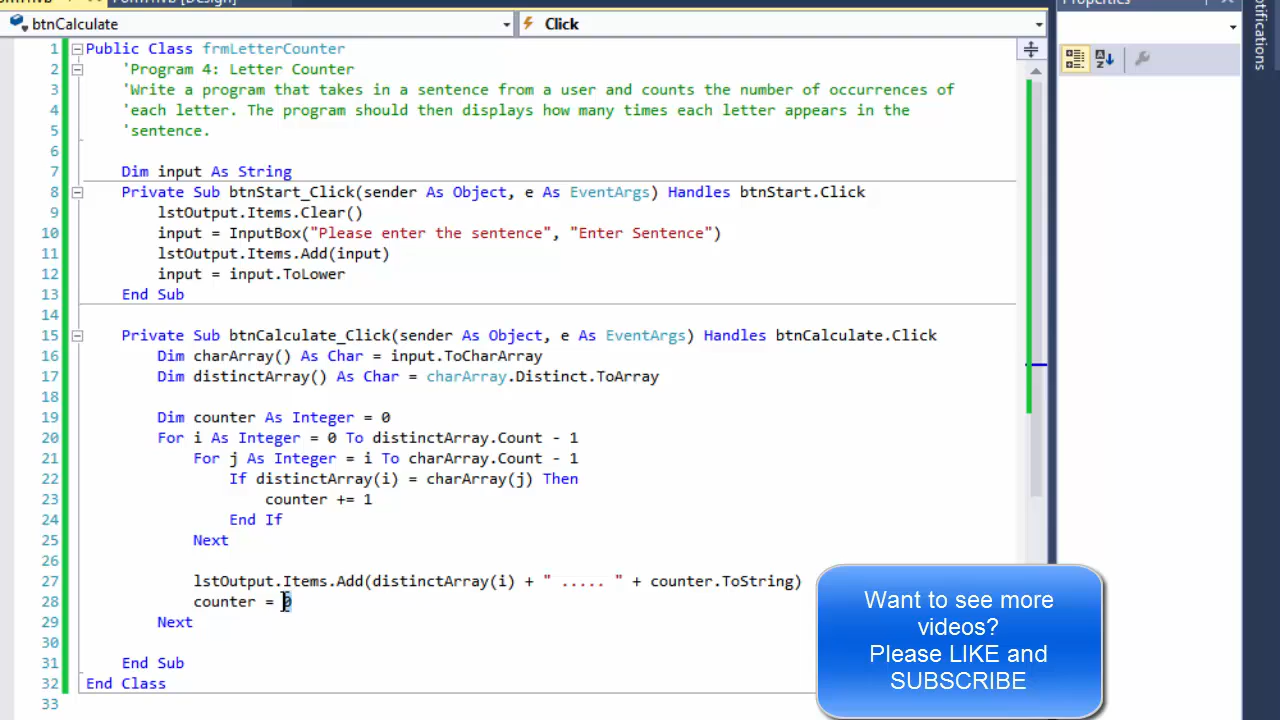 Form4.vb Form4.vb [Design] Properties
btnCalculate Click
1 Public Class frmLetterCounter
2 'Program 4: Letter Counter
3 'Write a program that takes in a sentence from a user and counts the number of occurrences of
4 'each letter. The program should then displays how many times each letter appears in the
5 'sentence.
6
7 Dim input As String
8 Private Sub btnStart_Click(sender As Object, e As EventArgs) Handles btnStart.Click
9 lstOutput.Items.Clear()
10 input = InputBox("Please enter the sentence", "Enter Sentence")
11 lstOutput.Items.Add(input)
12 input = input.ToLower
13 End Sub
14
15 Private Sub btnCalculate_Click(sender As Object, e As EventArgs) Handles btnCalculate.Click
16 Dim charArray() As Char = input.ToCharArray
17 Dim distinctArray() As Char = charArray.Distinct.ToArray
18
19 Dim counter As Integer = 0
20 For i As Integer = 0 To distinctArray.Count - 1
21 For j As Integer = i To charArray.Count - 1
22 If distinctArray(i) = charArray(j) Then
23 counter += 1
24 End If
25 Next
26
27 lstOutput.Items.Add(distinctArray(i) + " ..... " + counter.ToString)
28 counter = 0
29 Next
30
31 End Sub
32 End Class
33
Notifications
Want to see more
videos?
Please LIKE and
SUBSCRIBE